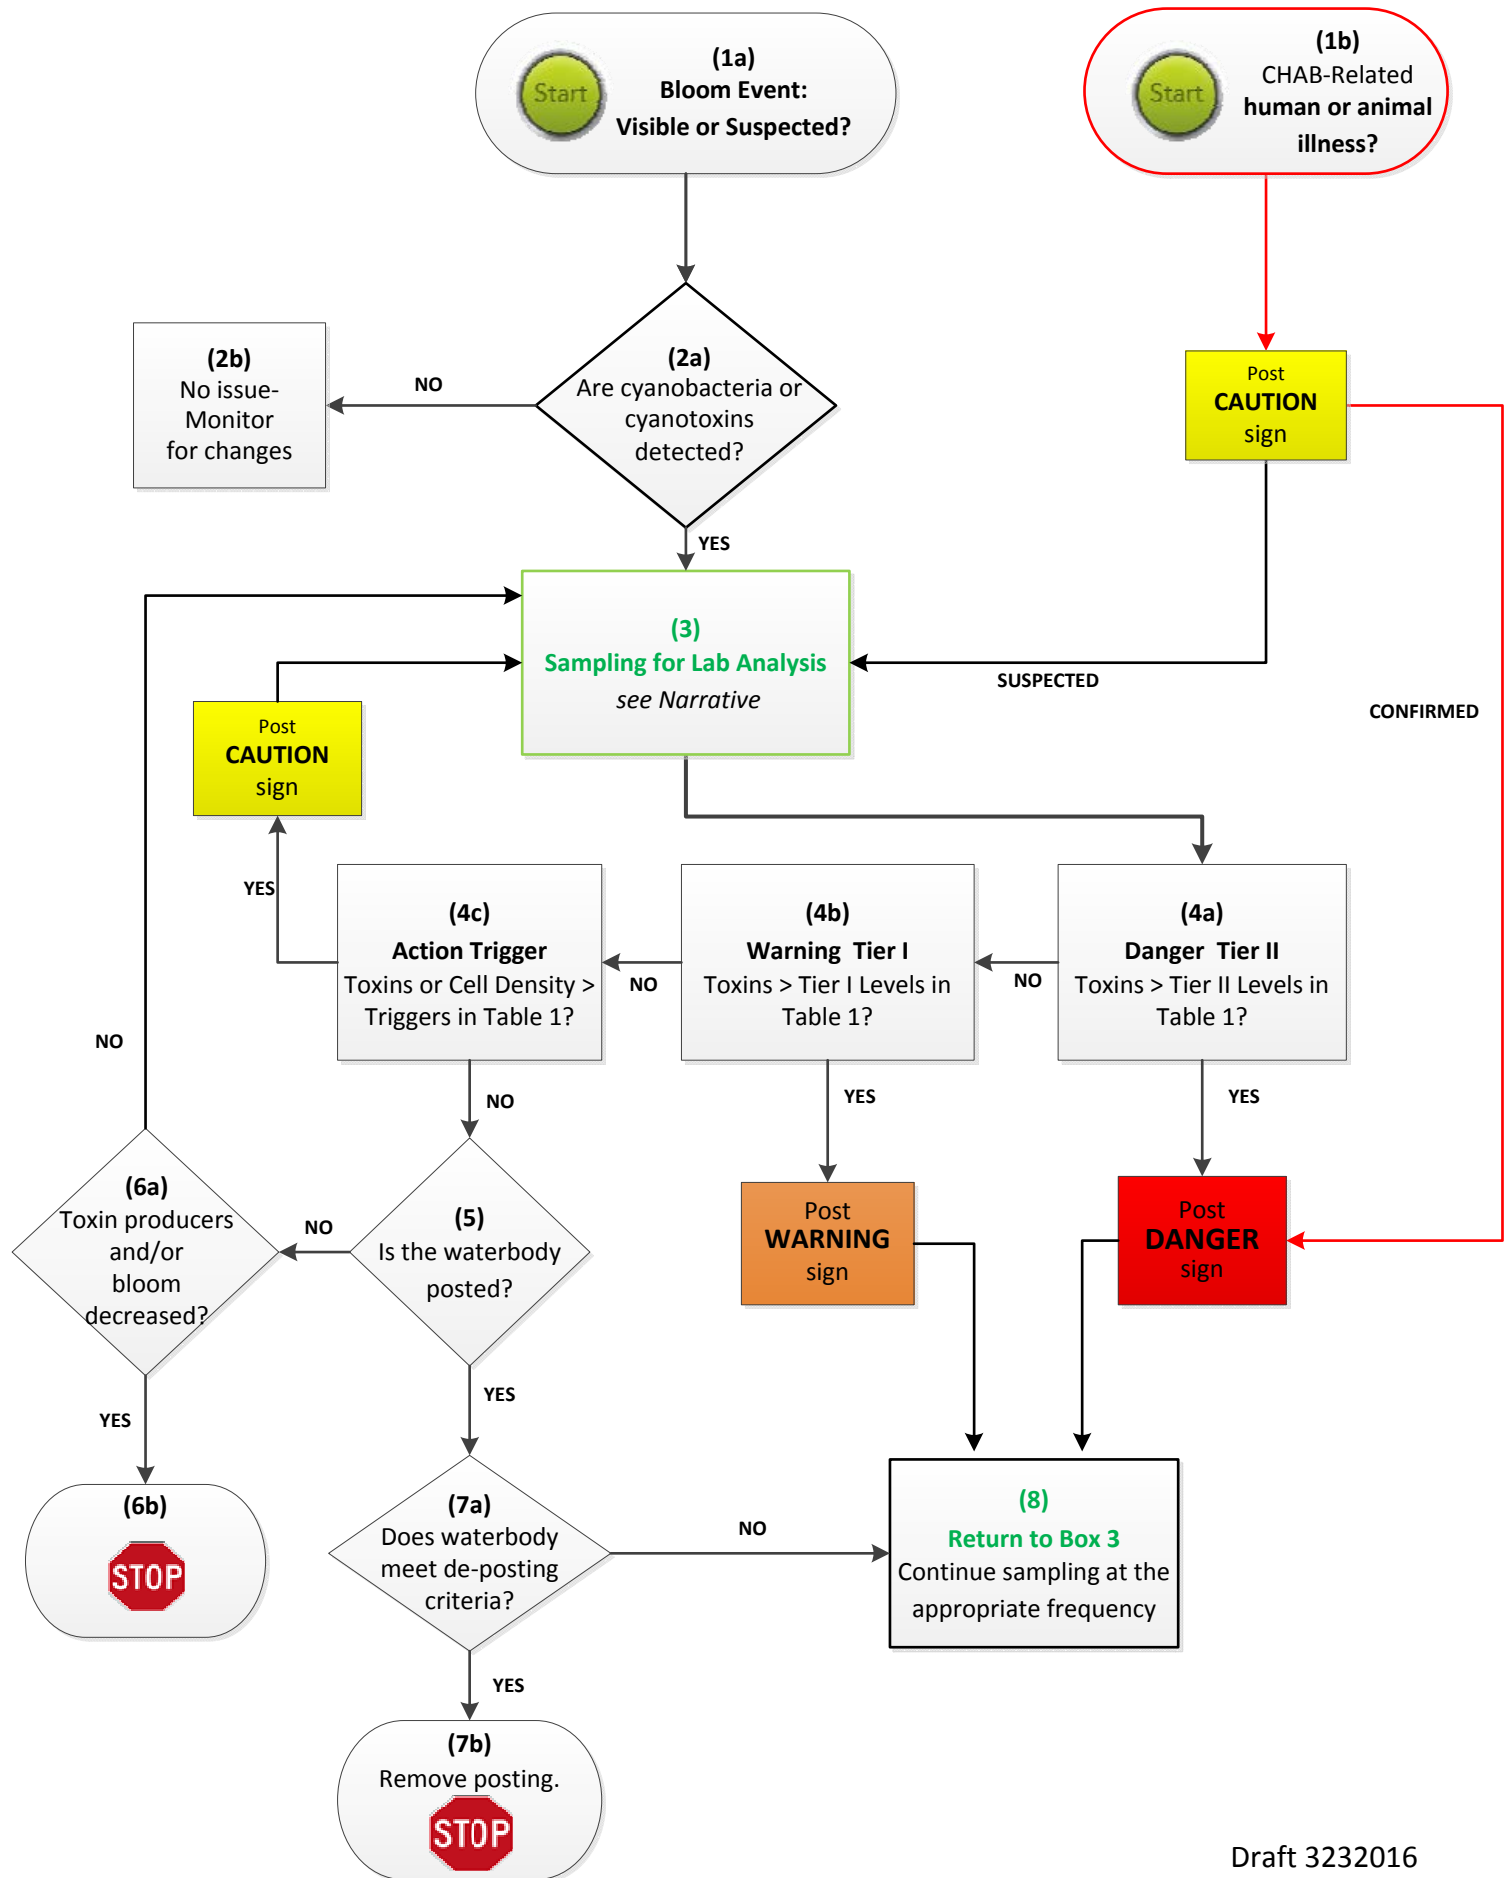 (1a)
Start
Bloom Event:
Visible or Suspected?
(1b)
Start
CHAB-Related
human or animal
illness?
(2a)
Are cyanobacteria or
cyanotoxins
detected?
NO
(2b)
No issue-
Monitor
for changes
Post
CAUTION
sign
YES
(3)
Sampling for Lab Analysis
see Narrative
SUSPECTED
CONFIRMED
Post
CAUTION
sign
YES
(4c)
Action Trigger
Toxins or Cell Density >
Triggers in Table 1?
NO
(4b)
Warning Tier I
Toxins > Tier I Levels in
Table 1?
NO
(4a)
Danger Tier II
Toxins > Tier II Levels in
Table 1?
NO
NO
YES
YES
(6a)
Toxin producers
and/or
bloom
decreased?
NO
(5)
Is the waterbody
posted?
Post
WARNING
sign
Post
DANGER
sign
YES
YES
(6b)
STOP
(7a)
Does waterbody
meet de-posting
criteria?
NO
(8)
Return to Box 3
Continue sampling at the
appropriate frequency
YES
(7b)
Remove posting.
STOP
Draft 3232016